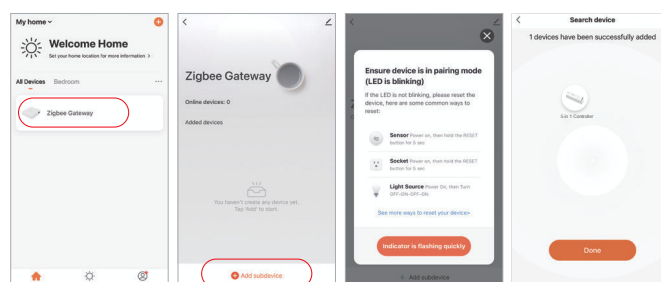 My home
Welcome Home
Set your home location for more information >
All Devices Bedroom
Zigbee Gateway
Zigbee Gateway
Online devices: 0
Added devices
You haven't create any device yet.
Tap 'Add' to start.
Add subdevice
Ensure device is in pairing mode
(LED is blinking)
If the LED is not blinking, please reset the
device, here are some common ways to
reset:
Sensor Power on, then hold the RESET
button for 5 sec
Socket Power on, then hold the RESET
button for 5 sec
Light Source Power On, then Turn
OFF-ON-OFF-ON
See more ways to reset your device>
Indicator is flashing quickly
+ Add subdevice
Search device
1 devices have been successfully added
5 in 1 Controller
Done